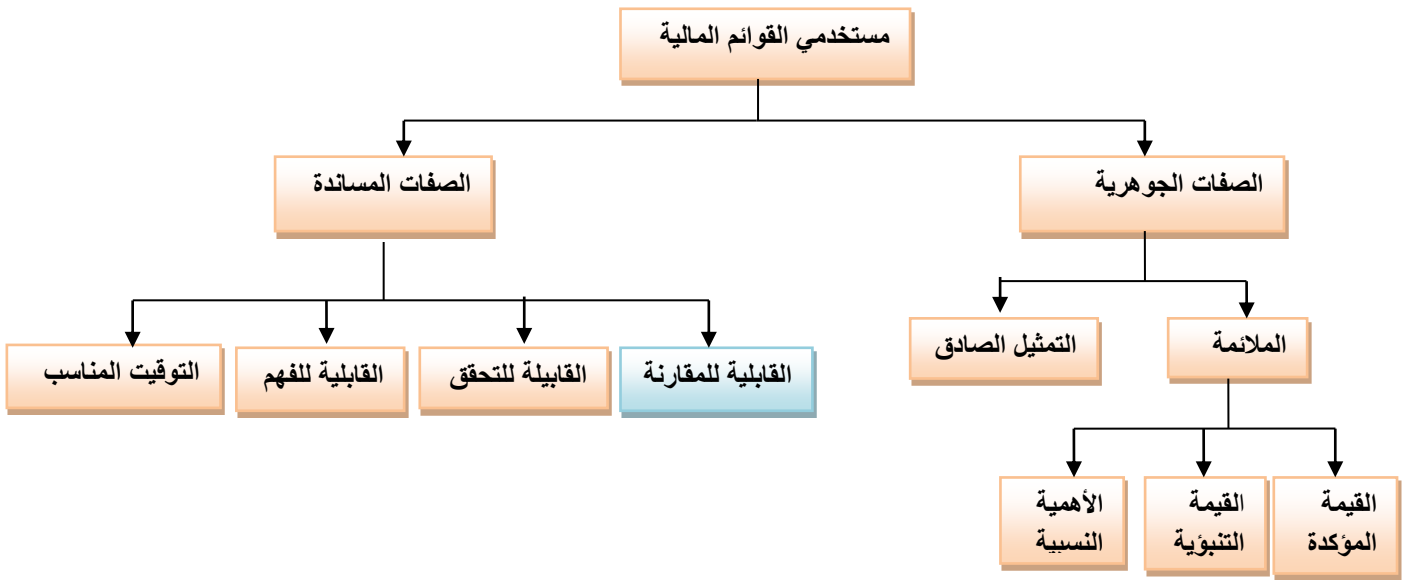 مستخدمي القوائم المالية
الصفات الجوهرية
الصفات المساندة
الملائمة
التمثيل الصادق
القابلية للمقارنة
القابيلة للتحقق
القابلية للفهم
التوقيت المناسب
القيمة
المؤكدة
القيمة
التنبؤية
الأهمية
النسبية